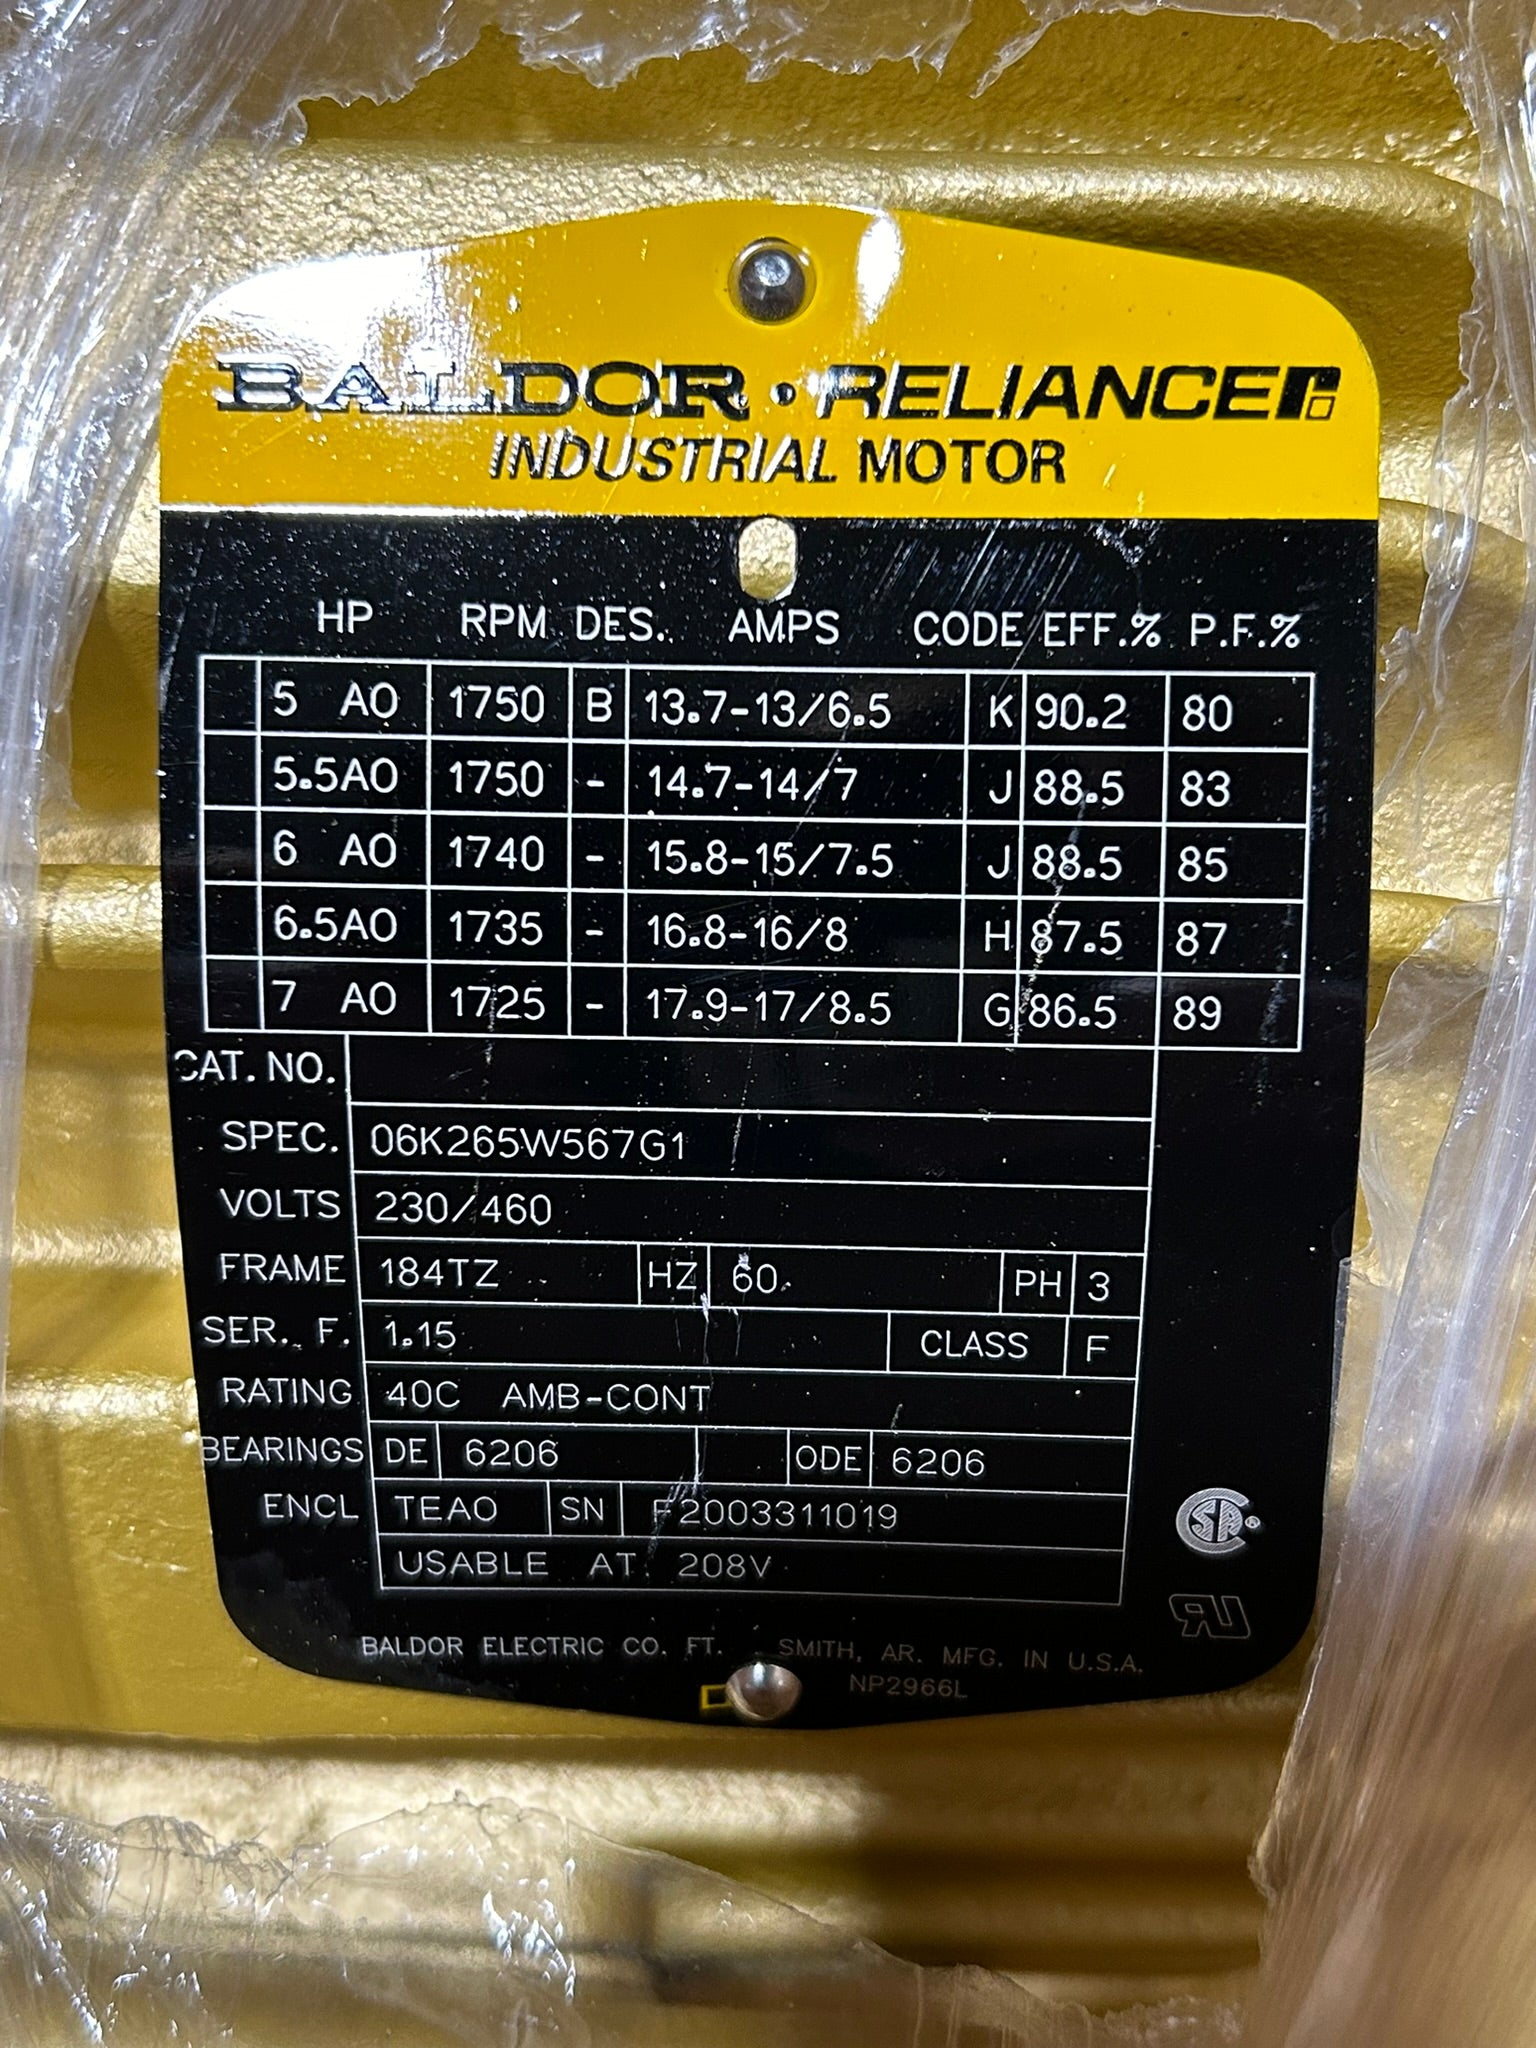 BALDOR • RELIANCE
INDUSTRIAL MOTOR
HP RPM DES. AMPS CODE EFF.% P.F.%
5 AO 1750 B 13.7-13/6.5 K 90.2 80
5.5AO 1750 - 14.7-14/7 J 88.5 83
6 AO 1740 - 15.8-15/7.5 J 88.5 85
6.5AO 1735 - 16.8-16/8 H 87.5 87
7 AO 1725 - 17.9-17/8.5 G 86.5 89
CAT. NO.
SPEC. 06K265W567G1
VOLTS 230/460
FRAME 184TZ HZ 60 PH 3
SER. F. 1.15 CLASS F
RATING 40C AMB-CONT
BEARINGS DE 6206 ODE 6206
ENCL TEAO SN F2003311019
USABLE AT 208V
SA ®
RU
BALDOR ELECTRIC CO. FT. SMITH, AR. MFG. IN U.S.A.
NP2966L